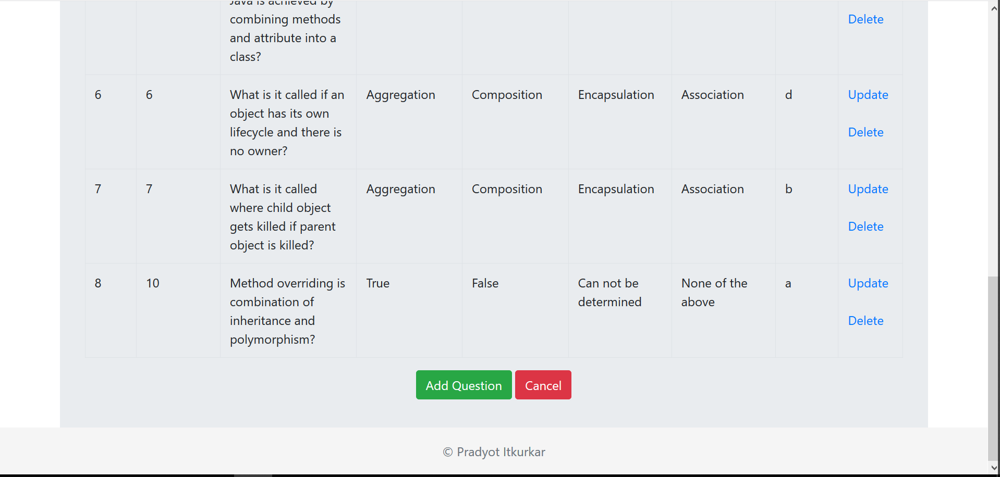 Java is achieved by
combining methods
and attribute into a
class?
Delete
6 6 What is it called if an object has its own lifecycle and there is no owner? Aggregation Composition Encapsulation Association d Update Delete
7 7 What is it called where child object gets killed if parent object is killed? Aggregation Composition Encapsulation Association b Update Delete
8 10 Method overriding is combination of inheritance and polymorphism? True False Can not be determined None of the above a Update Delete
Add Question Cancel
© Pradyot Itkurkar